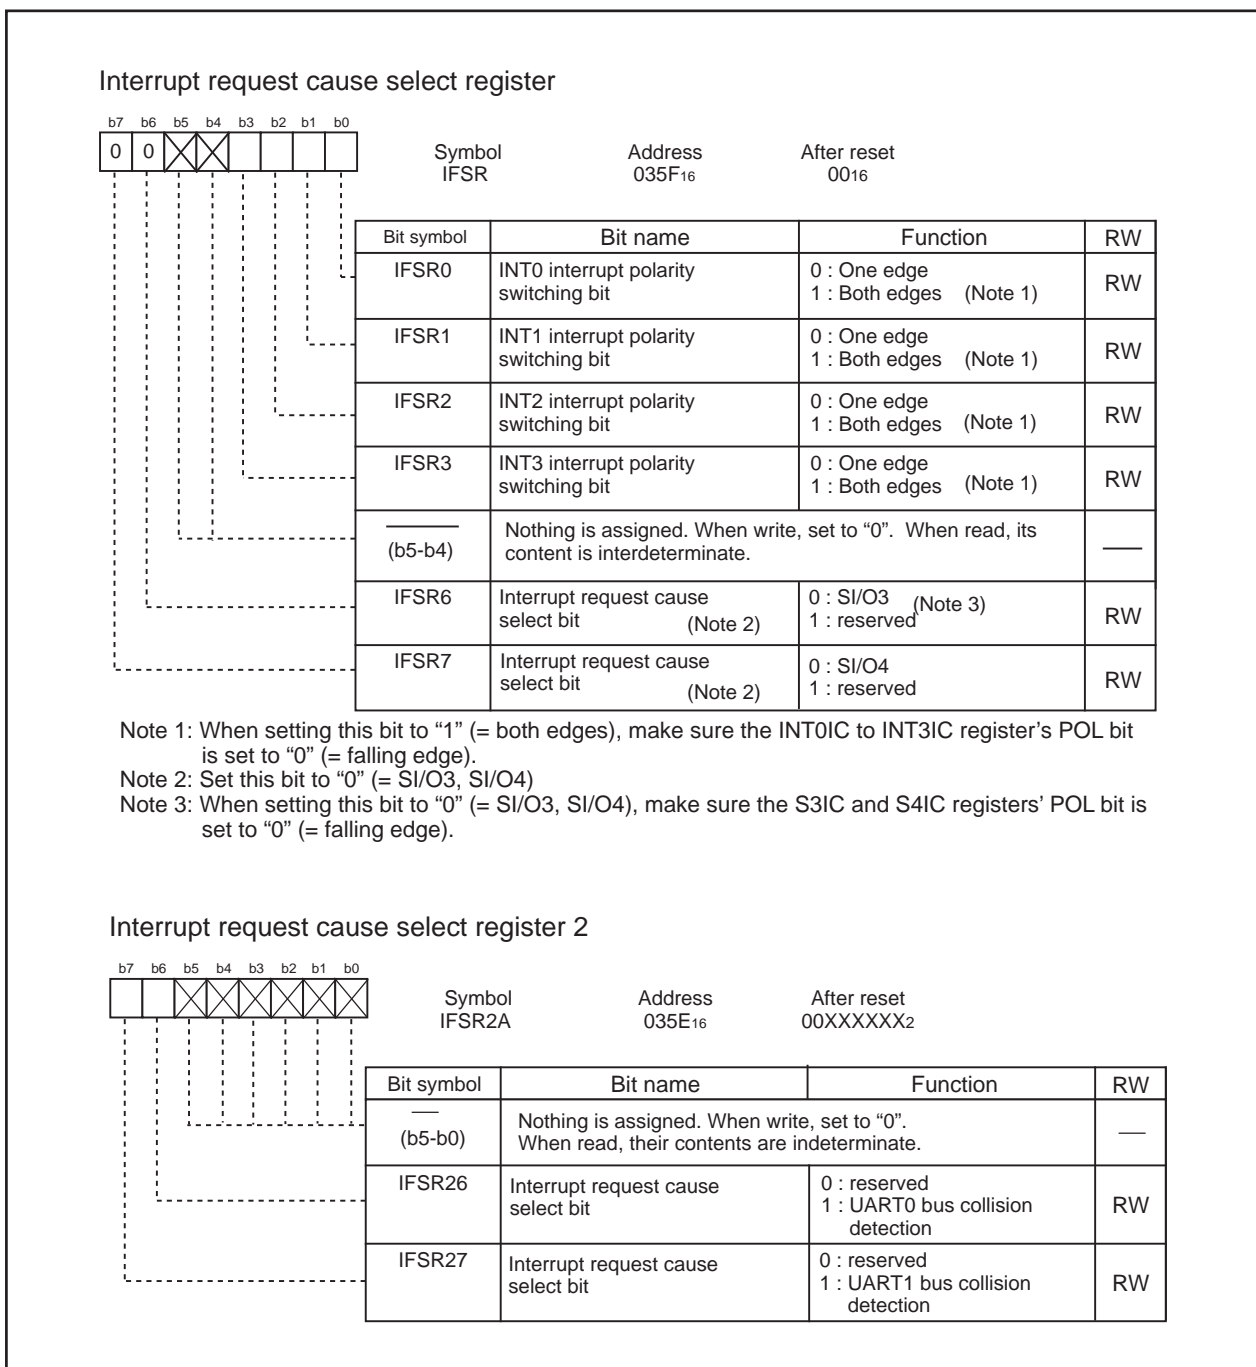 Interrupt request cause select register
b7 b6 b5 b4 b3 b2 b1 b0
0 0
Symbol Address After reset
IFSR 035F16 0016
Bit symbol Bit name Function RW
IFSR0 INT0 interrupt polarity 0 : One edge
switching bit 1 : Both edges (Note 1) RW
IFSR1 INT1 interrupt polarity 0 : One edge
switching bit 1 : Both edges (Note 1) RW
IFSR2 INT2 interrupt polarity 0 : One edge
switching bit 1 : Both edges (Note 1) RW
IFSR3 INT3 interrupt polarity 0 : One edge
switching bit 1 : Both edges (Note 1) RW
Nothing is assigned. When write, set to “0”. When read, its
(b5-b4) content is interdeterminate.
IFSR6 Interrupt request cause 0 : SI/O3 (Note 3)
select bit (Note 2) 1 : reserved RW
IFSR7 Interrupt request cause 0 : SI/O4
select bit (Note 2) 1 : reserved RW
Note 1: When setting this bit to “1” (= both edges), make sure the INT0IC to INT3IC register’s POL bit
is set to “0” (= falling edge).
Note 2: Set this bit to “0” (= SI/O3, SI/O4)
Note 3: When setting this bit to “0” (= SI/O3, SI/O4), make sure the S3IC and S4IC registers’ POL bit is
set to “0” (= falling edge).
Interrupt request cause select register 2
b7 b6 b5 b4 b3 b2 b1 b0
Symbol Address After reset
IFSR2A 035E16 00XXXXXX2
Bit symbol Bit name Function RW
Nothing is assigned. When write, set to “0”.
(b5-b0) When read, their contents are indeterminate.
IFSR26 Interrupt request cause 0 : reserved
select bit 1 : UART0 bus collision RW
detection
IFSR27 Interrupt request cause 0 : reserved
select bit 1 : UART1 bus collision RW
detection